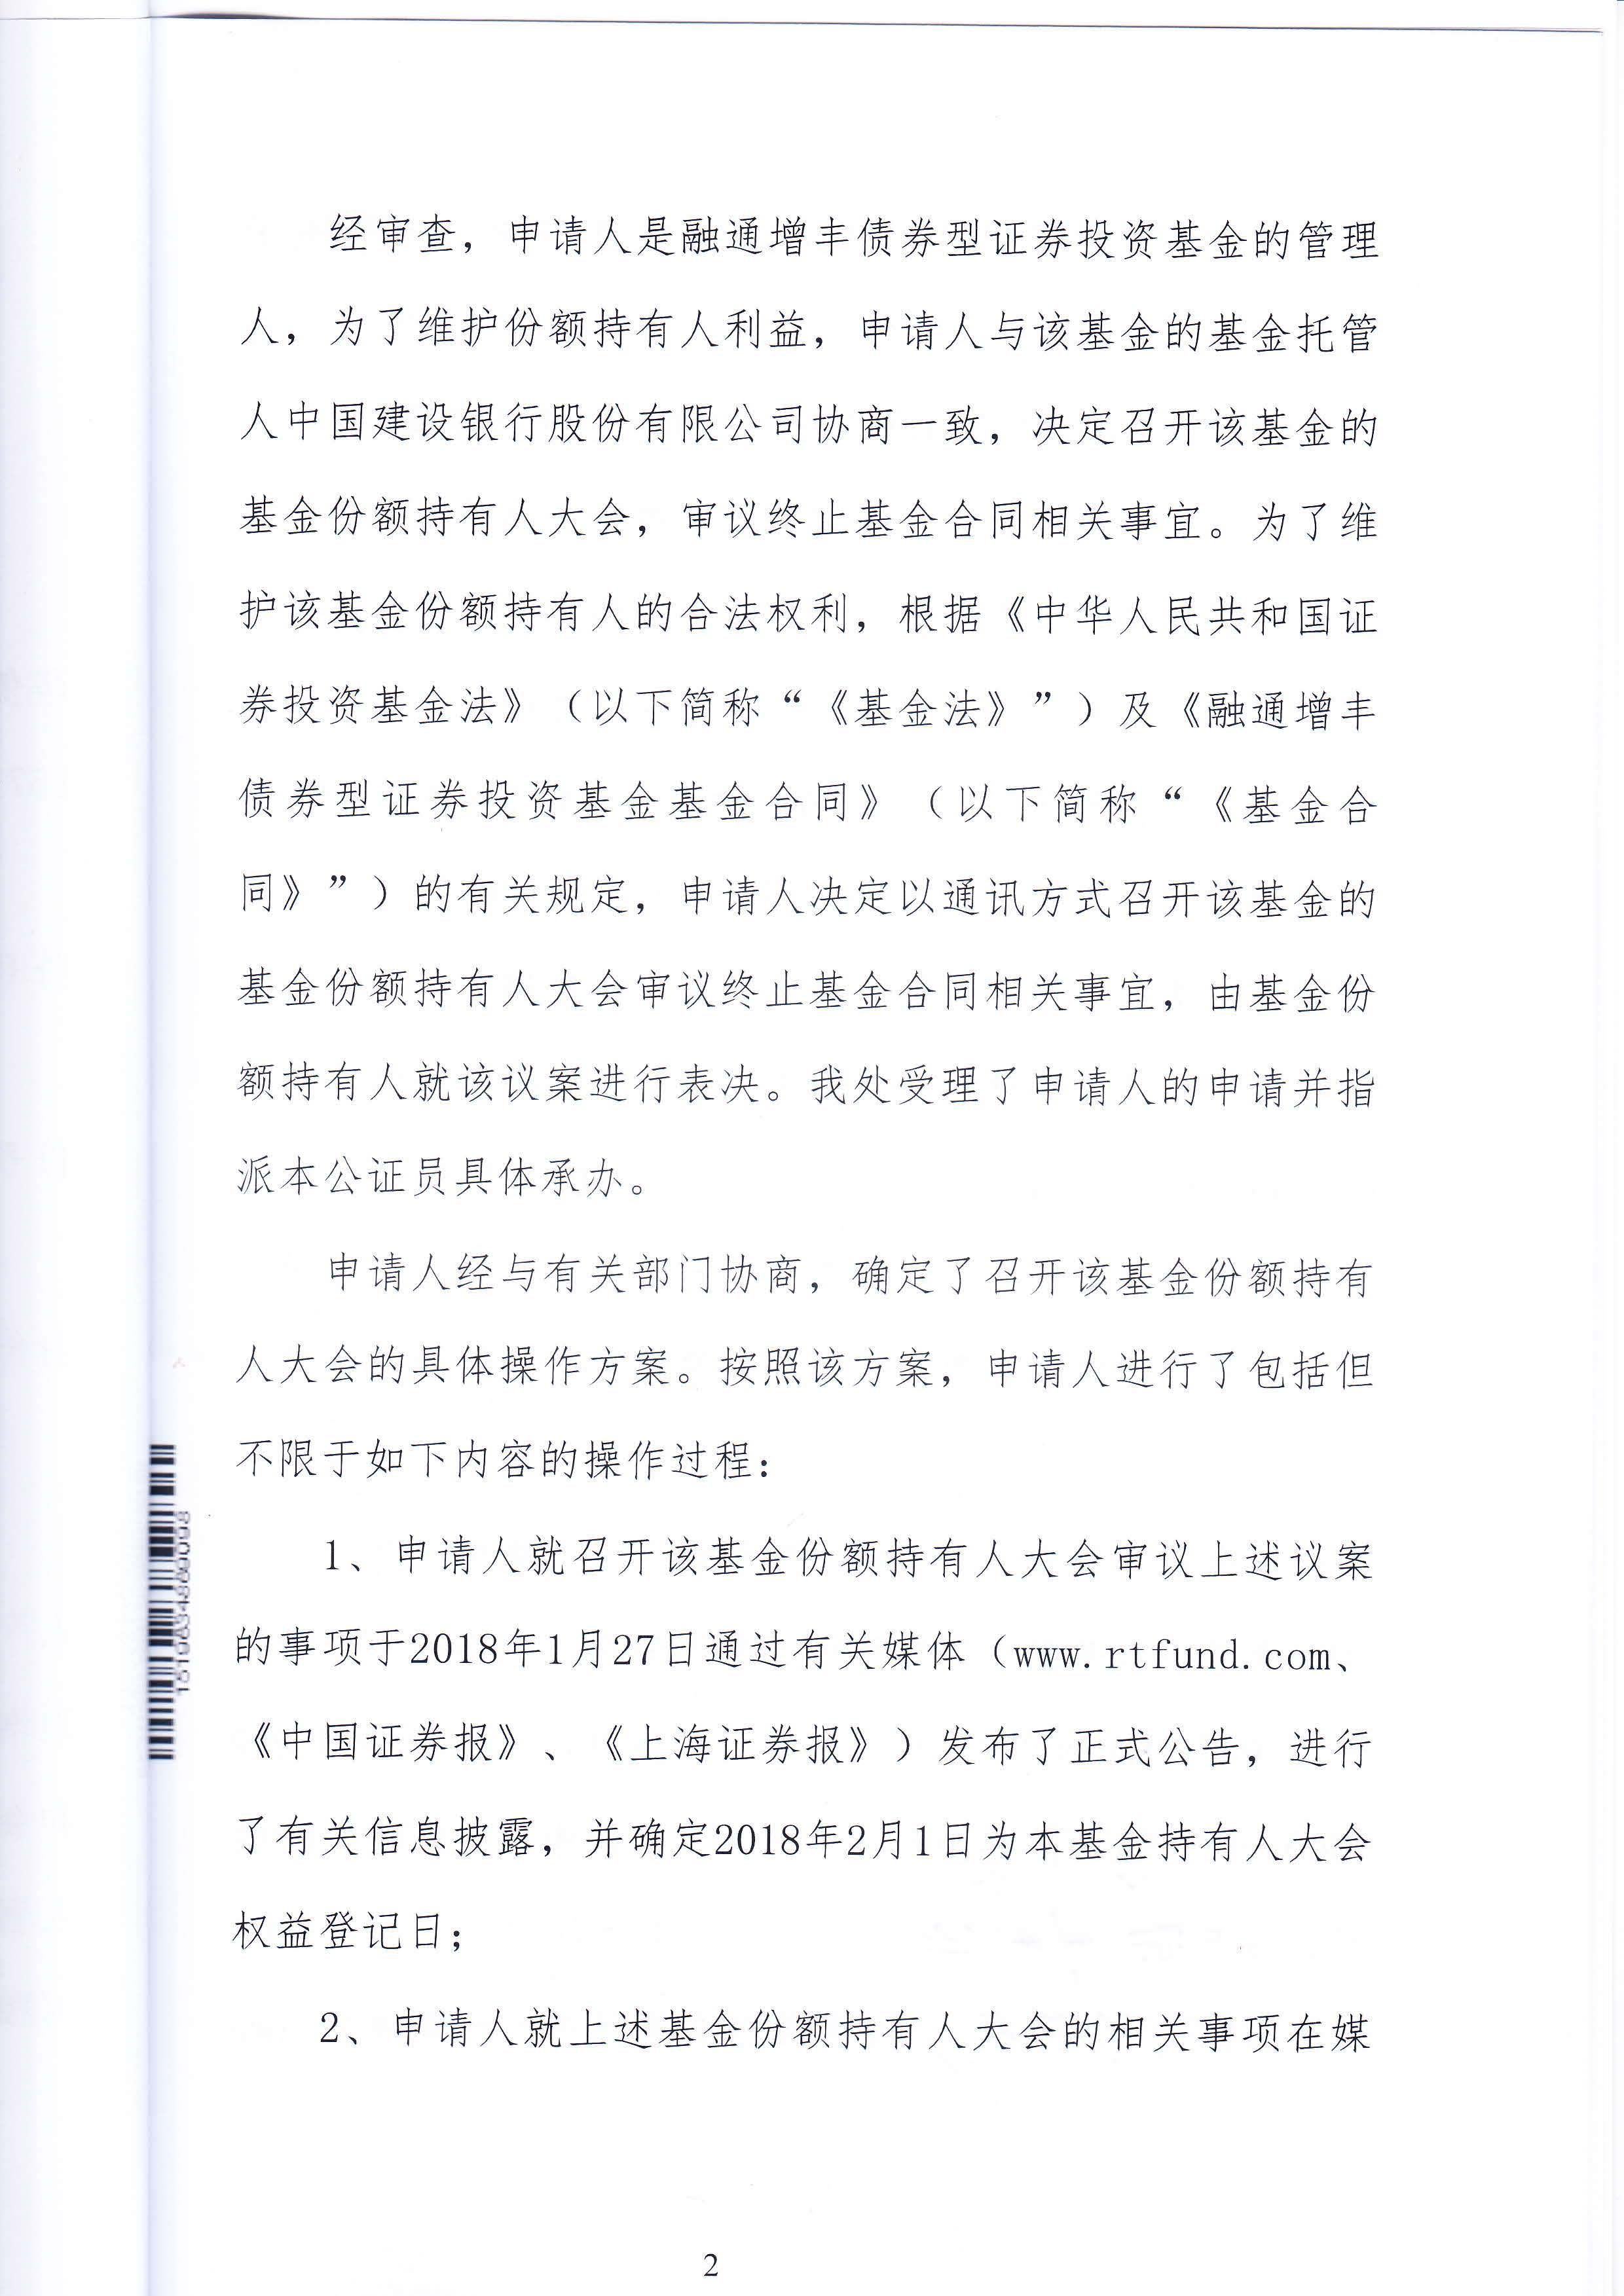 经审查，申请人是融通增丰债券型证券投资基金的管理
人，为了维护份额持有人利益，申请人与该基金的基金托管
人中国建设银行股份有限公司协商一致，决定召开该基金的
基金份额持有人大会，审议终止基金合同相关事宜。为了维
护该基金份额持有人的合法权利，根据《中华人民共和国证
券投资基金法》（以下简称“《基金法》”）及《融通增丰
债券型证券投资基金基金合同》（以下简称“《基金合
同》”）的有关规定，申请人决定以通讯方式召开该基金的
基金份额持有人大会审议终止基金合同相关事宜，由基金份
额持有人就该议案进行表决。我处受理了申请人的申请并指
派本公证员具体承办。
申请人经与有关部门协商，确定了召开该基金份额持有
人大会的具体操作方案。按照该方案，申请人进行了包括但
不限于如下内容的操作过程：
1、申请人就召开该基金份额持有人大会审议上述议案
的事项于2018年1月27日通过有关媒体（www.rtfund.com、
《中国证券报》、《上海证券报》）发布了正式公告，进行
了有关信息披露，并确定2018年2月1日为本基金持有人大会
权益登记日；
2、申请人就上述基金份额持有人大会的相关事项在媒
2